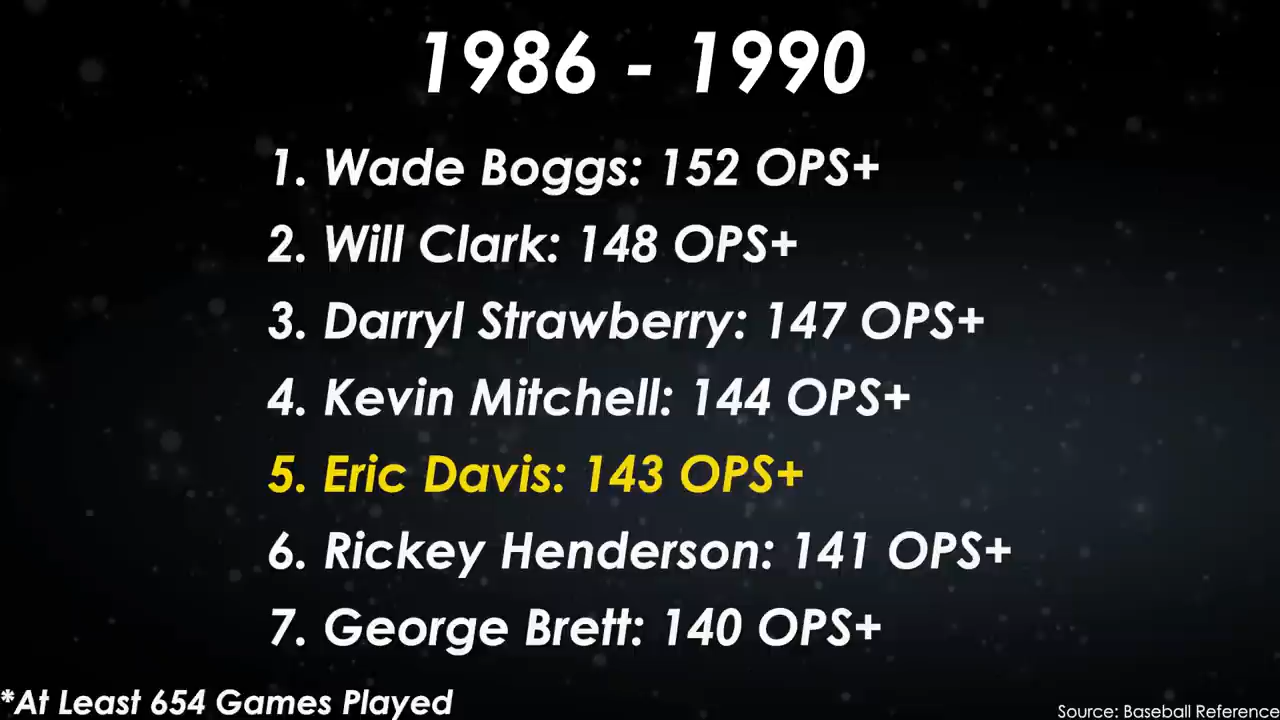 1986 - 1990
1. Wade Boggs: 152 OPS+
2. Will Clark: 148 OPS+
3. Darryl Strawberry: 147 OPS+
4. Kevin Mitchell: 144 OPS+
5. Eric Davis: 143 OPS+
6. Rickey Henderson: 141 OPS+
7. George Brett: 140 OPS+
*At Least 654 Games Played
Source: Baseball Reference